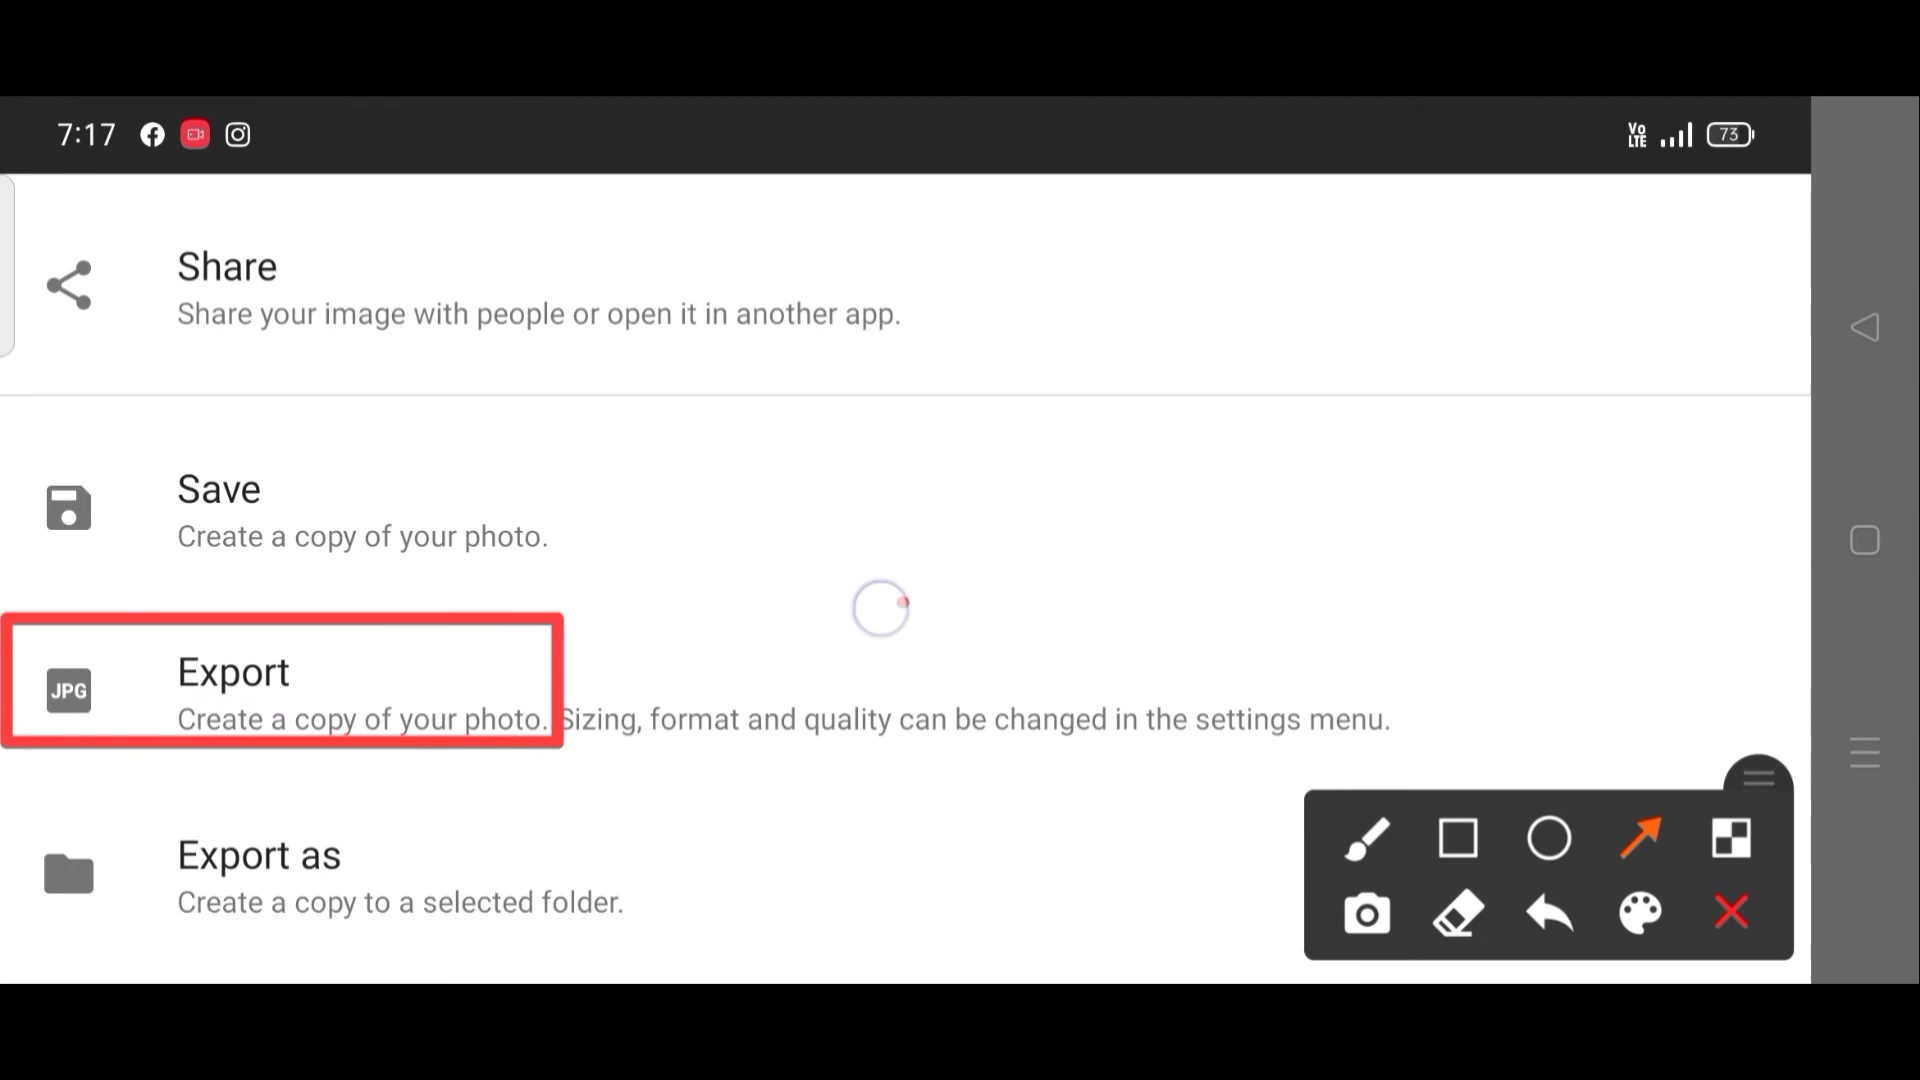 7:17
Vo
LTE
73
Share
Share your image with people or open it in another app.
Save
Create a copy of your photo.
JPG
Export
Create a copy of your photo. Sizing, format and quality can be changed in the settings menu.
Export as
Create a copy to a selected folder.